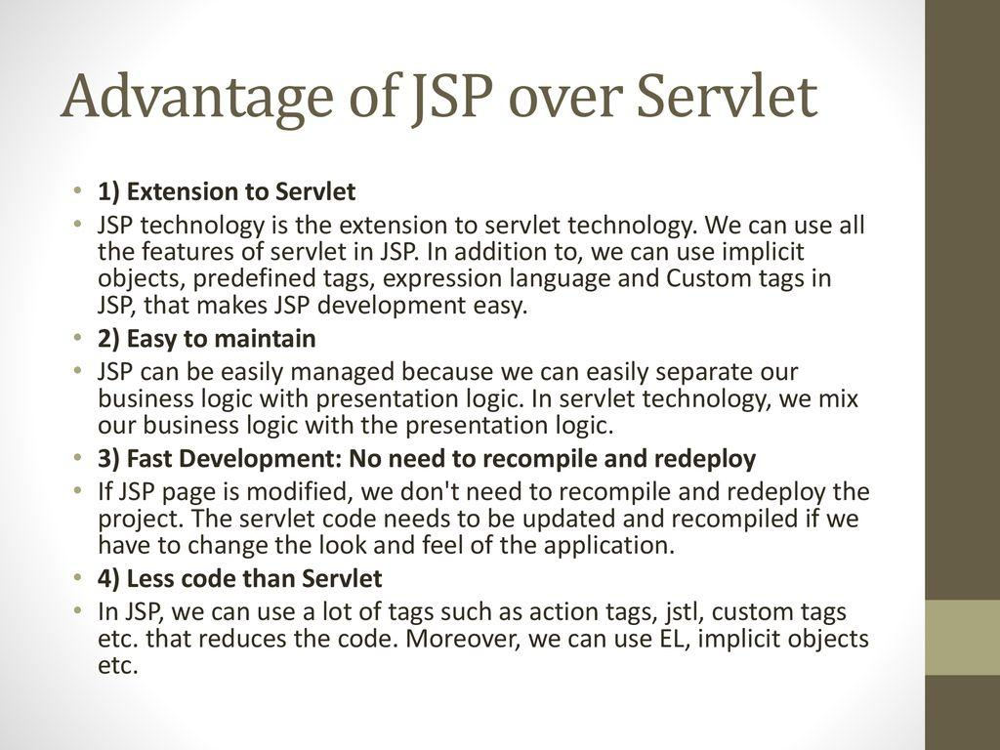 Advantage of JSP over Servlet
• 1) Extension to Servlet
• JSP technology is the extension to servlet technology. We can use all
the features of servlet in JSP. In addition to, we can use implicit
objects, predefined tags, expression language and Custom tags in
JSP, that makes JSP development easy.
• 2) Easy to maintain
• JSP can be easily managed because we can easily separate our
business logic with presentation logic. In servlet technology, we mix
our business logic with the presentation logic.
• 3) Fast Development: No need to recompile and redeploy
• If JSP page is modified, we don't need to recompile and redeploy the
project. The servlet code needs to be updated and recompiled if we
have to change the look and feel of the application.
• 4) Less code than Servlet
• In JSP, we can use a lot of tags such as action tags, jstl, custom tags
etc. that reduces the code. Moreover, we can use EL, implicit objects
etc.